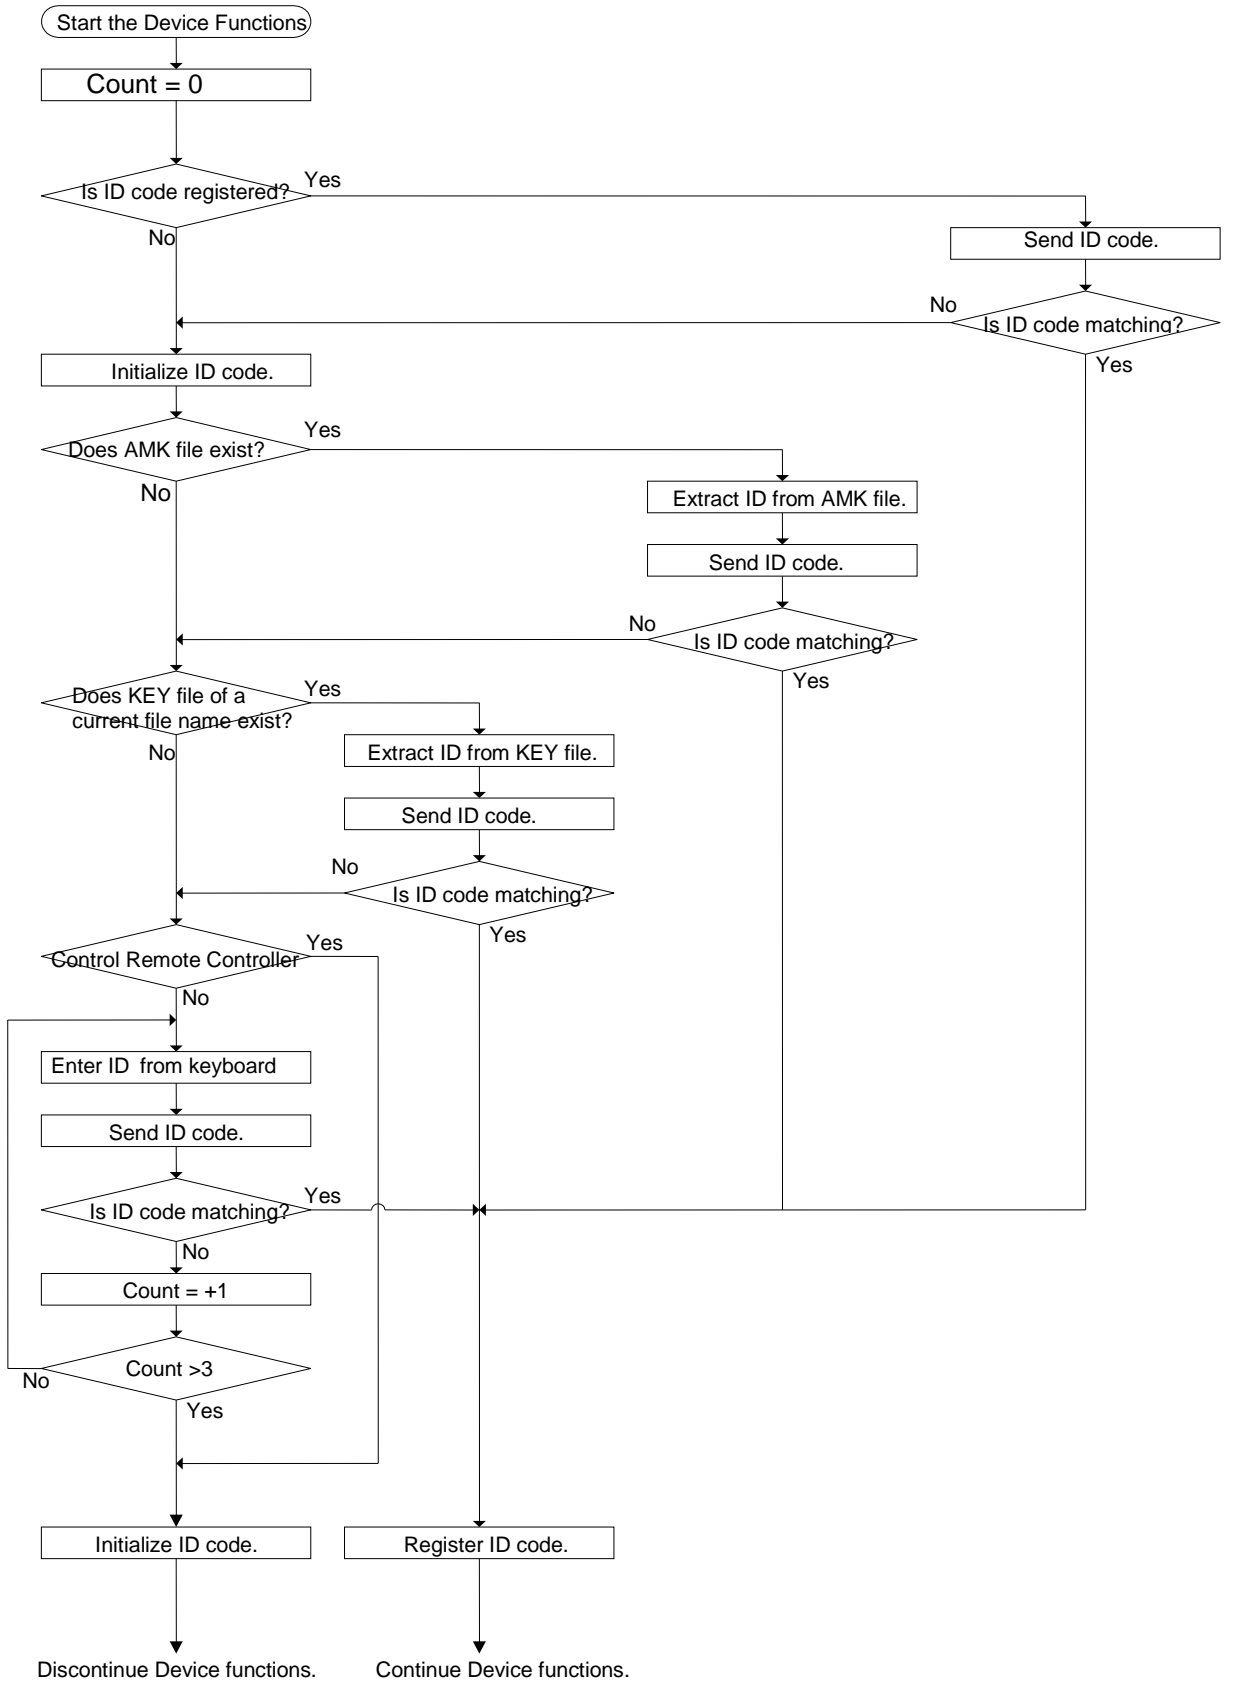 Start the Device Functions
Count = 0
Is ID code registered?
Yes
No
Send ID code.
Is ID code matching?
No
Yes
Initialize ID code.
Does AMK file exist?
Yes
No
Extract ID from AMK file.
Send ID code.
Is ID code matching?
No
Yes
Does KEY file of a
current file name exist?
Yes
No
Extract ID from KEY file.
Send ID code.
Is ID code matching?
No
Yes
Control Remote Controller
Yes
No
Enter ID from keyboard
Send ID code.
Is ID code matching?
Yes
No
Count = +1
Count >3
No
Yes
Initialize ID code.
Register ID code.
Discontinue Device functions.
Continue Device functions.